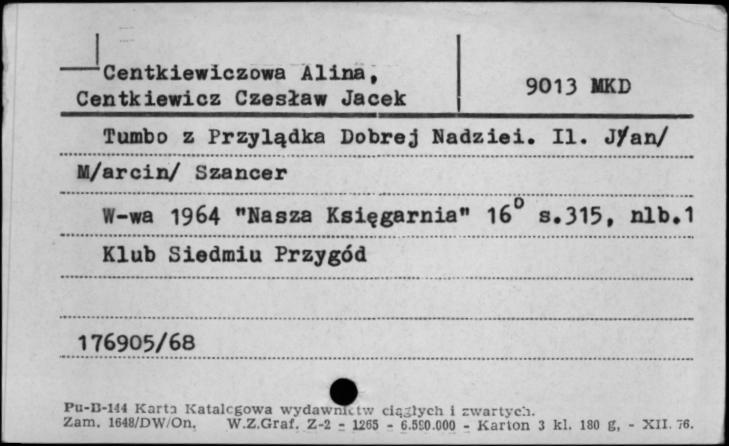 Centkiewiczowa Alina,
Centkiewicz Czesław Jacek
9013 MKD
Tumbo z Przylądka Dobrej Nadziei. Il. J/an/
M/arcin/ Szancer
W-wa 1964 "Nasza Księgarnia" 16° s.315, nlb.1
Klub Siedmiu Przygód
176905/68
Pu-B-144 Karta Katalogowa wydawnictw ciągłych i zwartych.
Zam. 1648/DW/On. W.Z.Graf. Z-2 - 1265 - 6.590.000 - Karton 3 kl. 180 g, - XII. 76.